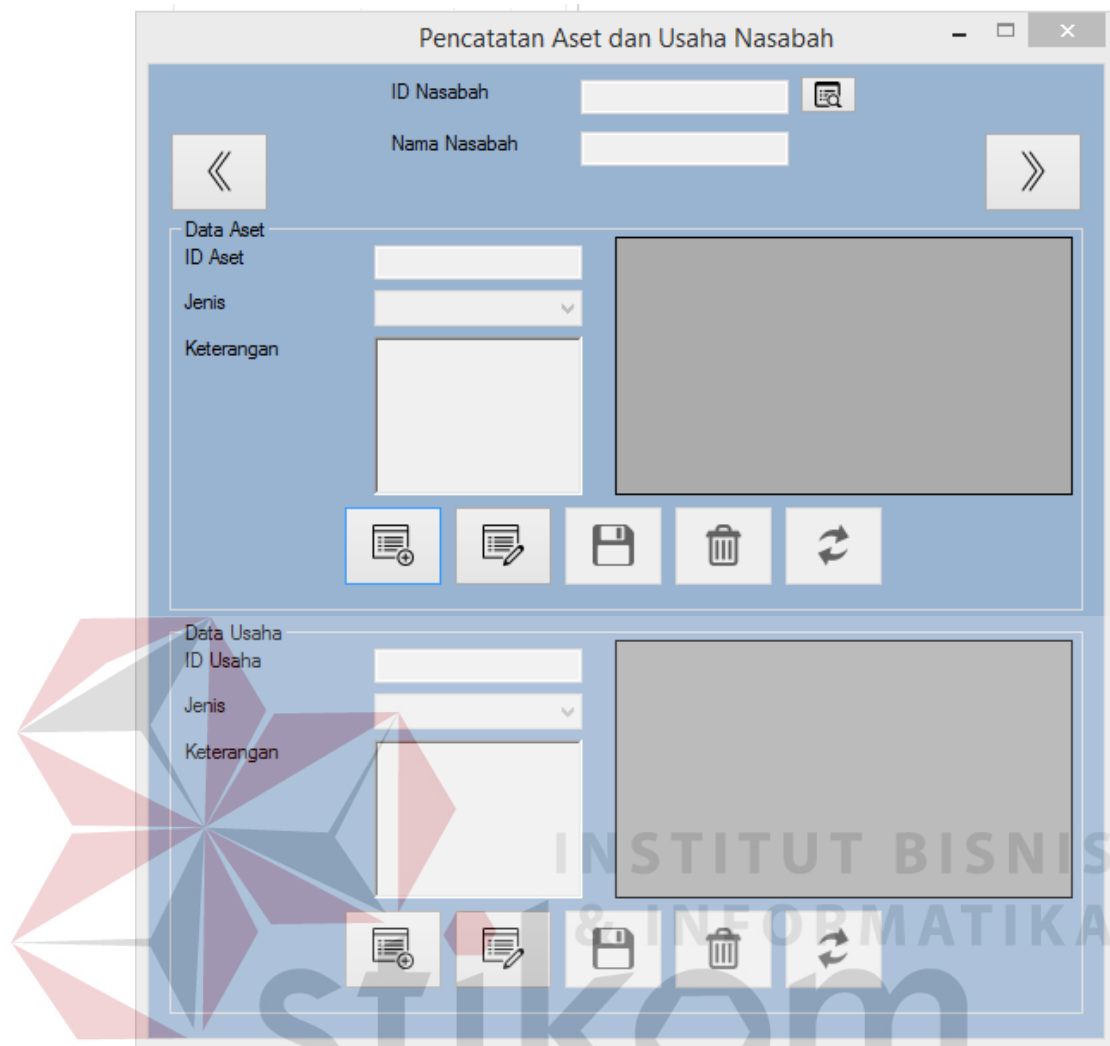 Pencatatan Aset dan Usaha Nasabah
ID Nasabah
Nama Nasabah
Data Aset
ID Aset
Jenis
Keterangan
Data Usaha
ID Usaha
Jenis
Keterangan
INSTITUT BISNIS
& INFORMATIKA
stikom